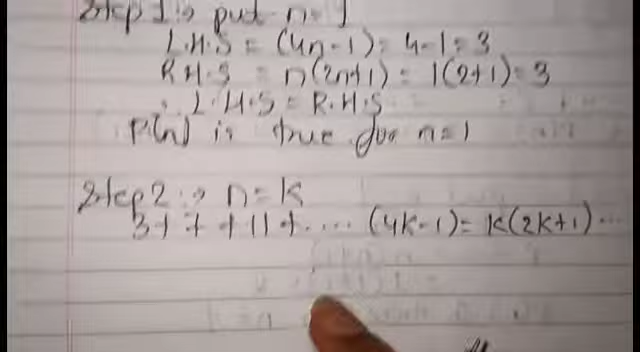 Step 1 :→ put n=1
L.H.S = (4n-1) = 4-1 = 3
R.H.S = n(2n+1) = 1(2+1) = 3
∴ L.H.S = R.H.S
P(n) is true for n=1
Step 2 :→ n=k
3+7+11+.... (4k-1) = k(2k+1)...